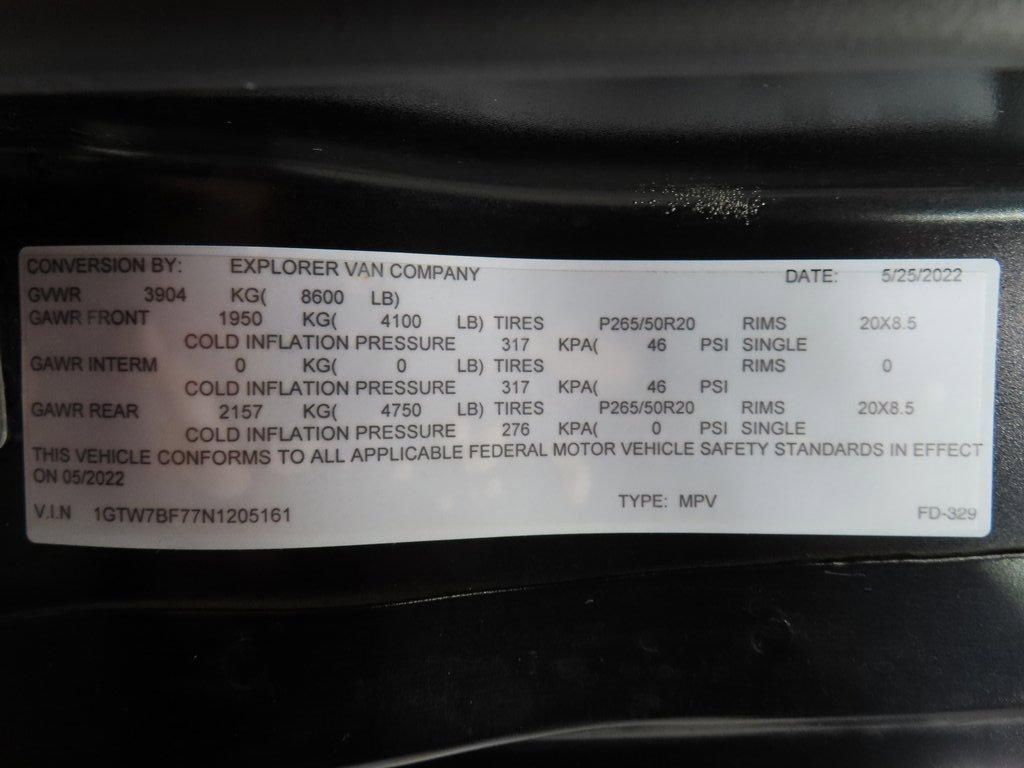 CONVERSION BY: EXPLORER VAN COMPANY DATE: 5/25/2022
GVWR 3904 KG( 8600 LB)
GAWR FRONT 1950 KG( 4100 LB) TIRES P265/50R20 RIMS 20X8.5
COLD INFLATION PRESSURE 317 KPA( 46 PSI SINGLE
GAWR INTERM 0 KG( 0 LB) TIRES RIMS 0
COLD INFLATION PRESSURE 317 KPA( 46 PSI
GAWR REAR 2157 KG( 4750 LB) TIRES P265/50R20 RIMS 20X8.5
COLD INFLATION PRESSURE 276 KPA( 0 PSI SINGLE
THIS VEHICLE CONFORMS TO ALL APPLICABLE FEDERAL MOTOR VEHICLE SAFETY STANDARDS IN EFFECT
ON 05/2022
V.I.N 1GTW7BF77N1205161 TYPE: MPV FD-329